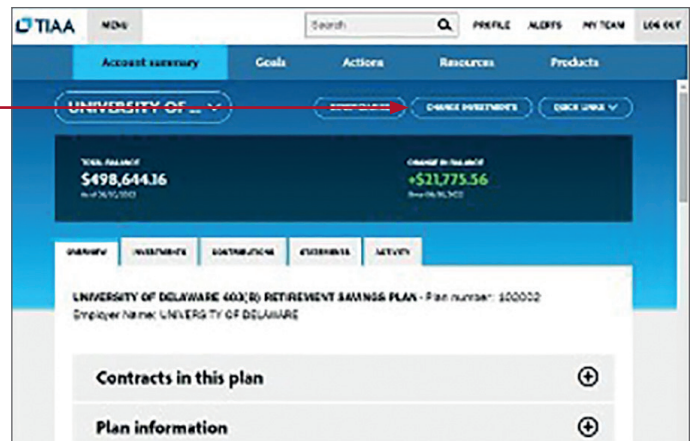 TIAA MENU Search PROFILE ALERTS MY TEAM LOG OUT
Account summary Goals Actions Resources Products
UNIVERSITY OF ... CHANGE INVESTMENTS QUICK LINKS
TOTAL BALANCE CHANGE IN BALANCE
$498,644.16 +$21,775.56
OVERVIEW INVESTMENTS CONTRIBUTIONS STATEMENTS ACTIVITY
UNIVERSITY OF DELAWARE 403(B) RETIREMENT SAVINGS PLAN - Plan number: 100002
Employer Name: UNIVERSITY OF DELAWARE
Contracts in this plan
Plan information